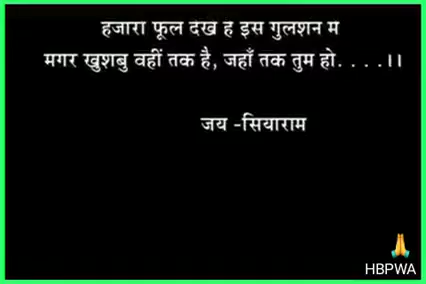 हजारा फूल दख ह इस गुलशन म
मगर खुशबु वहीं तक है, जहाँ तक तुम हो. . . .।।
जय -सियाराम
HBPWA